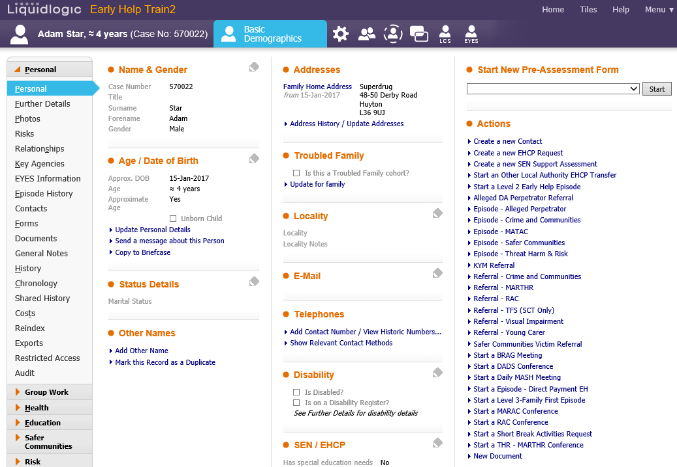 Liquidlogic Early Help Train2
Home Tiles Help Menu ▾
Adam Star, ≈ 4 years (Case No: 570022)
Basic
Demographics
LCS
EYES
Personal
Personal
Further Details
Photos
Risks
Relationships
Key Agencies
EYES Information
Episode History
Contacts
Forms
Documents
General Notes
History
Chronology
Shared History
Costs
Reindex
Exports
Restricted Access
Audit
Group Work
Health
Education
Safer
Communities
Risk
Name & Gender
Case Number 570022
Title
Surname Star
Forename Adam
Gender Male
Age / Date of Birth
Approx. DOB 15-Jan-2017
Age ≈ 4 years
Approximate Yes
Age
Unborn Child
Update Personal Details
Send a message about this Person
Copy to Briefcase
Status Details
Marital Status
Other Names
Add Other Name
Mark this Record as a Duplicate
Addresses
Family Home Address Superdrug
from 15-Jan-2017 48-50 Derby Road
Huyton
L36 9UJ
Address History / Update Addresses
Troubled Family
Is this a Troubled Family cohort?
Update for family
Locality
Locality
Locality Notes
E-Mail
Telephones
Add Contact Number / View Historic Numbers...
Show Relevant Contact Methods
Disability
Is Disabled?
Is on a Disability Register?
See Further Details for disability details
SEN / EHCP
Has special education needs No
Start New Pre-Assessment Form
Start
Actions
Create a new Contact
Create a new EHCP Request
Create a new SEN Support Assessment
Start an Other Local Authority EHCP Transfer
Start a Level 2 Early Help Episode
Alleged DA Perpetrator Referral
Episode - Alleged Perpetrator
Episode - Crime and Communities
Episode - MATAC
Episode - Safer Communities
Episode - Threat Harm & Risk
KYM Referral
Referral - Crime and Communities
Referral - MARTHR
Referral - RAC
Referral - TFS (SCT Only)
Referral - Visual Impairment
Referral - Young Carer
Safer Communities Victim Referral
Start a BRAG Meeting
Start a DADS Conference
Start a Daily MASH Meeting
Start a Episode - Direct Payment EH
Start a Level 3-Family First Episode
Start a MARAC Conference
Start a RAC Conference
Start a Short Break Activities Request
Start a THR - MARTHR Conference
New Document